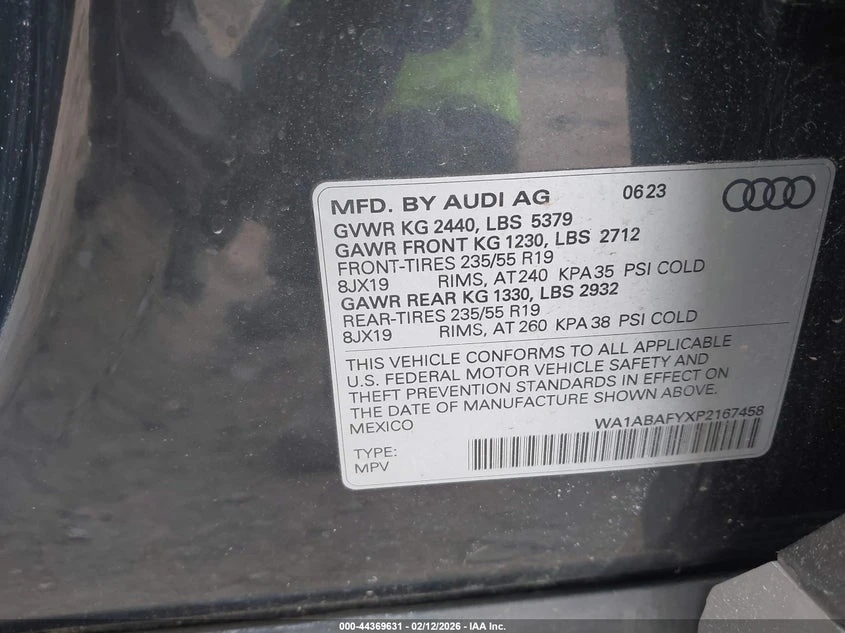 MFD. BY AUDI AG 0623
GVWR KG 2440, LBS 5379
GAWR FRONT KG 1230, LBS 2712
FRONT-TIRES 235/55 R19
8JX19 RIMS, AT 240 KPA 35 PSI COLD
GAWR REAR KG 1330, LBS 2932
REAR-TIRES 235/55 R19
8JX19 RIMS, AT 260 KPA 38 PSI COLD
THIS VEHICLE CONFORMS TO ALL APPLICABLE
U.S. FEDERAL MOTOR VEHICLE SAFETY AND
THEFT PREVENTION STANDARDS IN EFFECT ON
THE DATE OF MANUFACTURE SHOWN ABOVE.
MEXICO WA1ABAFYXP2167458
TYPE:
MPV
000-44369631 - 02/12/2026 - IAA Inc.